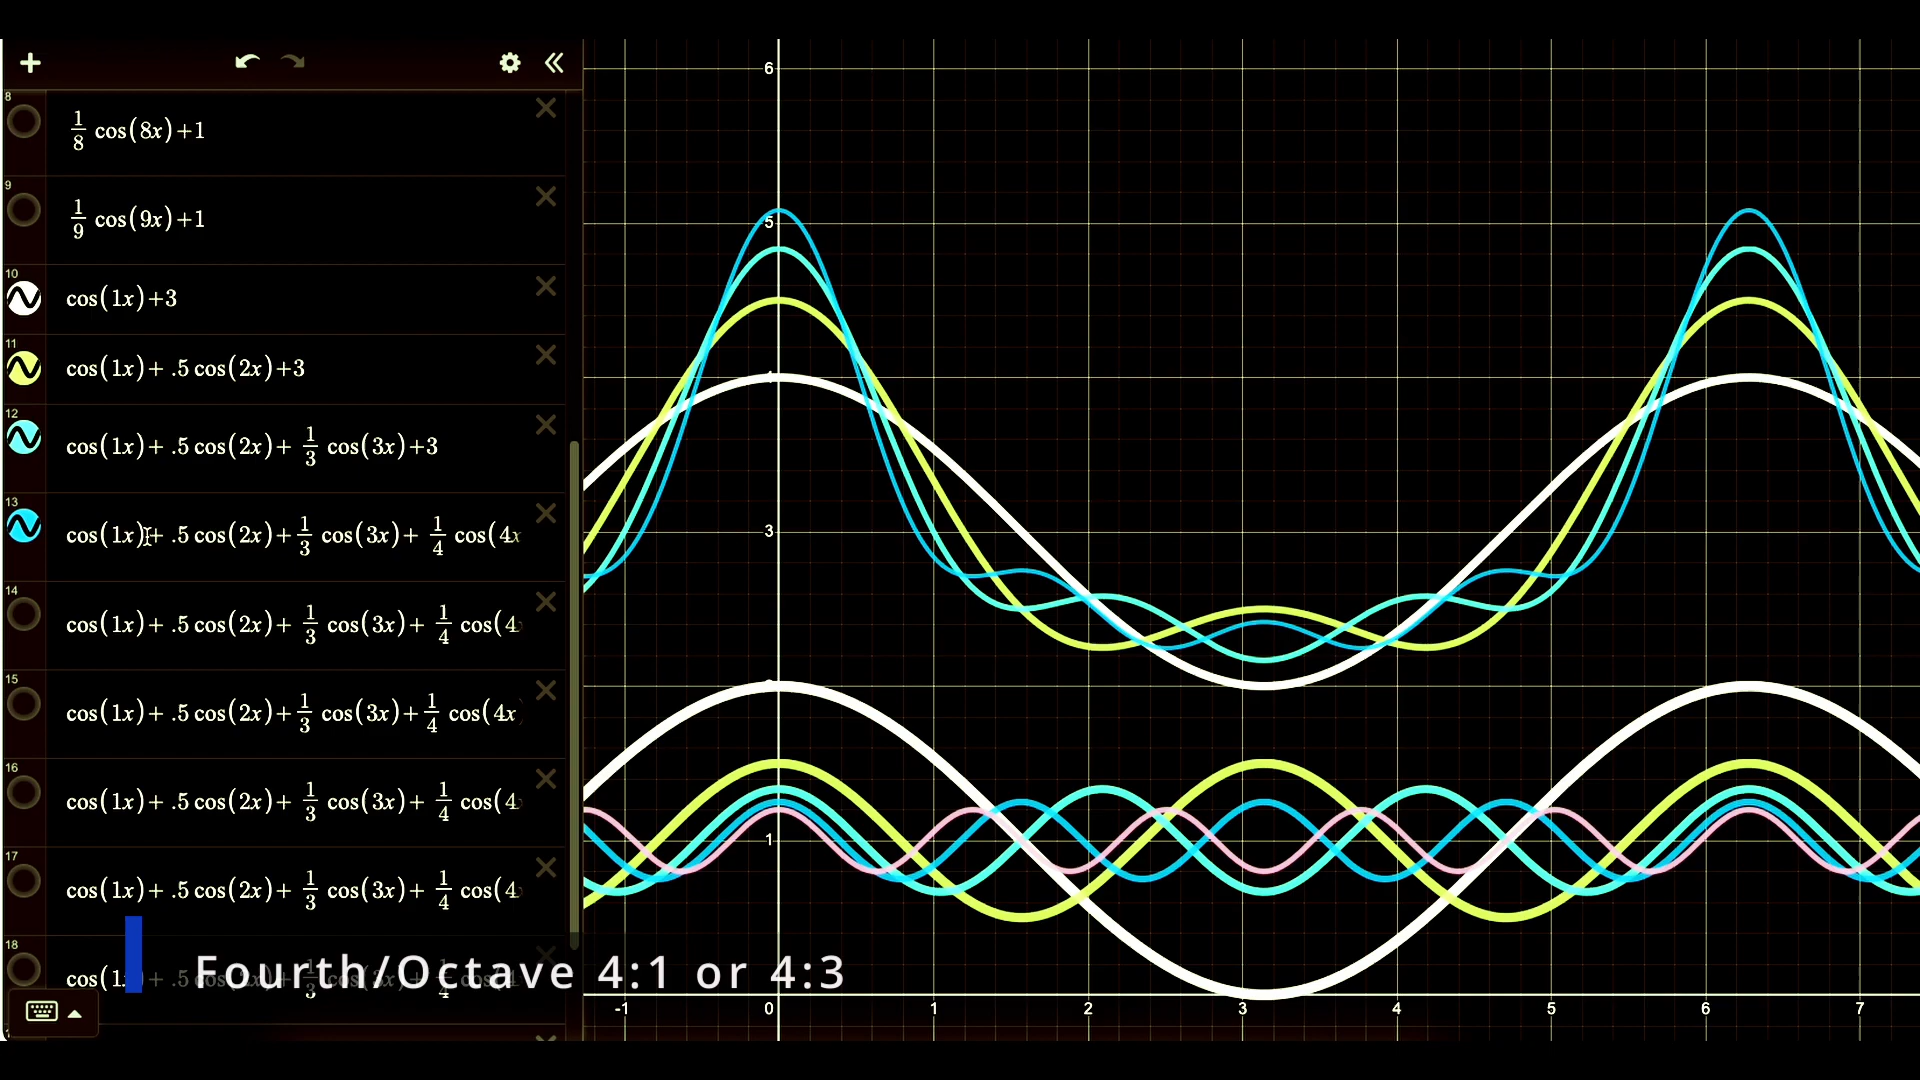 8
1/8 cos(8x)+1
9
1/9 cos(9x)+1
10
cos(1x)+3
11
cos(1x)+ .5 cos(2x)+3
12
cos(1x)+ .5 cos(2x)+ 1/3 cos(3x)+3
13
cos(1x)+ .5 cos(2x)+ 1/3 cos(3x)+ 1/4 cos(4x
14
cos(1x)+ .5 cos(2x)+ 1/3 cos(3x)+ 1/4 cos(4
15
cos(1x)+ .5 cos(2x)+ 1/3 cos(3x)+ 1/4 cos(4x)
16
cos(1x)+ .5 cos(2x)+ 1/3 cos(3x)+ 1/4 cos(4
17
cos(1x)+ .5 cos(2x)+ 1/3 cos(3x)+ 1/4 cos(4
18
Fourth/Octave 4:1 or 4:3
6
5
3
1
-1 0 1 2 3 4 5 6 7